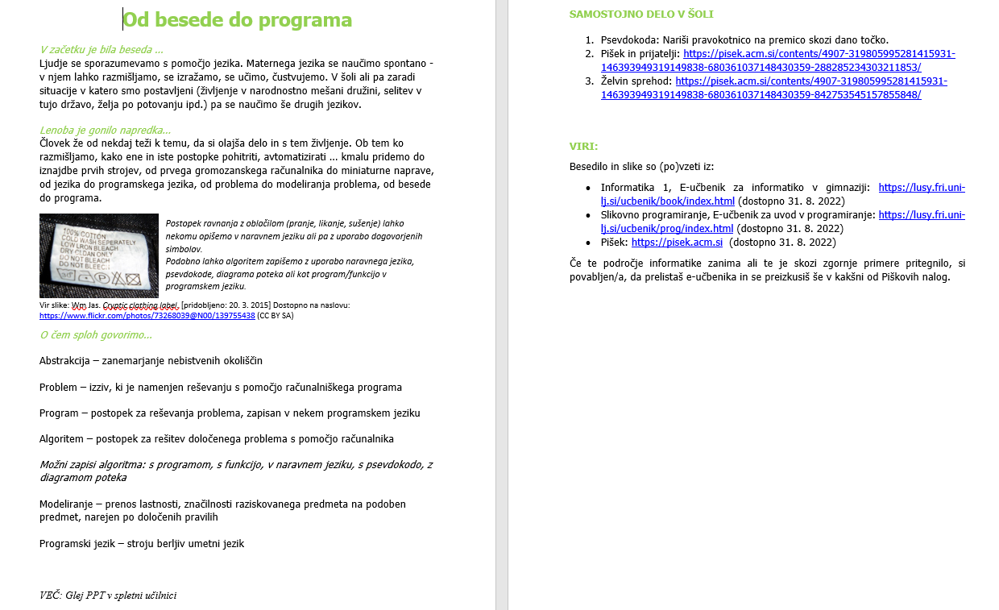 Od besede do programa
V začetku je bila beseda ...
Ljudje se sporazumevamo s pomočjo jezika. Maternega jezika se naučimo spontano -
v njem lahko razmišljamo, se izražamo, se učimo, čustvujemo. V šoli ali pa zaradi
situacije v katero smo postavljeni (življenje v narodnostno mešani družini, selitev v
tujo državo, želja po potovanju ipd.) pa se naučimo še drugih jezikov.
Lenoba je gonilo napredka...
Človek že od nekdaj teži k temu, da si olajša delo in s tem življenje. Ob tem ko
razmišljamo, kako ene in iste postopke pohitriti, avtomatizirati ... kmalu pridemo do
iznajdbe prvih strojev, od prvega gromozanskega računalnika do miniaturne naprave,
od jezika do programskega jezika, od problema do modeliranja problema, od besede
do programa.
100% COTTON
COLD WASH SEPERATELY
LOW IRON BLEACH
DRY CLEAN ONLY
DO NOT BLEACH
DO NOT BLEECH
Postopek ravnanja z oblačilom (pranje, likanje, sušenje) lahko
nekomu opišemo v naravnem jeziku ali pa z uporabo dogovorjenih
simbolov.
Podobno lahko algoritem zapišemo z uporabo naravnega jezika,
psevdokode, diagrama poteka ali kot program/funkcijo v
programskem jeziku.
Vir slike: Wm Jas. Cryptic clothing label. [pridobljeno: 20. 3. 2015] Dostopno na naslovu:
https://www.flickr.com/photos/73268039@N00/139755438 (CC BY SA)
O čem sploh govorimo...
Abstrakcija – zanemarjanje nebistvenih okoliščin
Problem – izziv, ki je namenjen reševanju s pomočjo računalniškega programa
Program – postopek za reševanja problema, zapisan v nekem programskem jeziku
Algoritem – postopek za rešitev določenega problema s pomočjo računalnika
Možni zapisi algoritma: s programom, s funkcijo, v naravnem jeziku, s psevdokodo, z
diagramom poteka
Modeliranje – prenos lastnosti, značilnosti raziskovanega predmeta na podoben
predmet, narejen po določenih pravilih
Programski jezik – stroju berljiv umetni jezik
VEČ: Glej PPT v spletni učilnici
SAMOSTOJNO DELO V ŠOLI
1. Psevdokoda: Nariši pravokotnico na premico skozi dano točko.
2. Pišek in prijatelji: https://pisek.acm.si/contents/4907-319805995281415931-
146393949319149838-680361037148430359-288285234303211853/
3. Želvin sprehod: https://pisek.acm.si/contents/4907-319805995281415931-
146393949319149838-680361037148430359-842753545157855848/
VIRI:
Besedilo in slike so (po)vzeti iz:
• Informatika 1, E-učbenik za informatiko v gimnaziji: https://lusy.fri.uni-
lj.si/ucbenik/book/index.html (dostopno 31. 8. 2022)
• Slikovno programiranje, E-učbenik za uvod v programiranje: https://lusy.fri.uni-
lj.si/ucbenik/prog/index.html (dostopno 31. 8. 2022)
• Pišek: https://pisek.acm.si (dostopno 31. 8. 2022)
Če te področje informatike zanima ali te je skozi zgornje primere pritegnilo, si
povabljen/a, da prelistaš e-učbenika in se preizkusiš še v kakšni od Piškovih nalog.